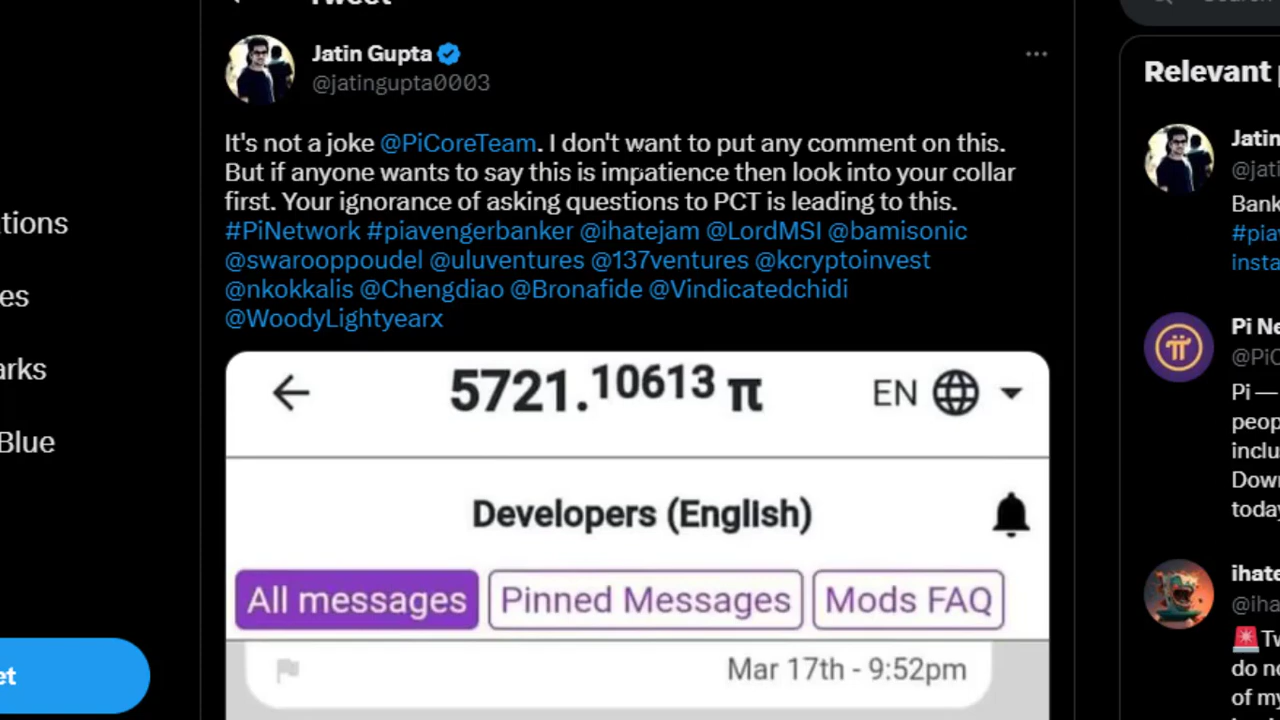 Tweet
Jatin Gupta
@jatingupta0003
It's not a joke @PiCoreTeam. I don't want to put any comment on this.
But if anyone wants to say this is impatience then look into your collar
first. Your ignorance of asking questions to PCT is leading to this.
#PiNetwork #piavengerbanker @ihatejam @LordMSI @bamisonic
@swarooppoudel @uluventures @137ventures @kcryptoinvest
@nkokkalis @Chengdiao @Bronafide @Vindicatedchidi
@WoodyLightyearx
5721.10613 π
EN
Developers (English)
All messages
Pinned Messages
Mods FAQ
Mar 17th - 9:52pm
tions
es
arks
Blue
et
Search
Relevant
Jatin
@jati
Bank
#piav
insta
Pi Ne
@PiC
Pi —
peop
inclu
Down
today
ihate
@iha
Tw
do no
of my